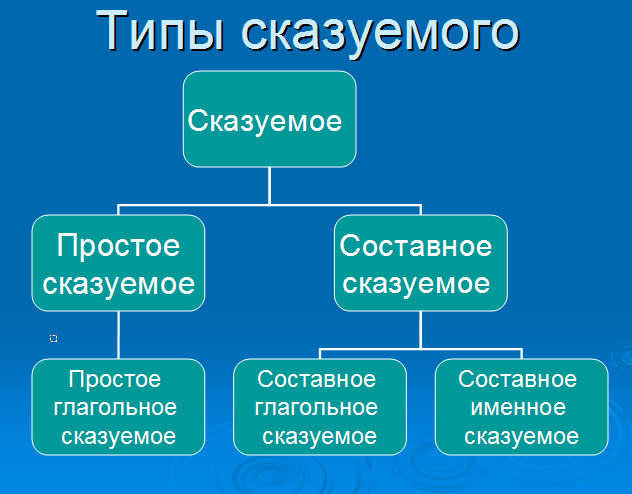 Типы сказуемого
Сказуемое
Простое
сказуемое
Составное
сказуемое
Простое
глагольное
сказуемое
Составное
глагольное
сказуемое
Составное
именное
сказуемое